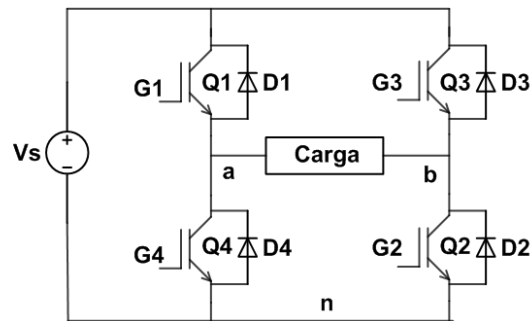 G1 Q1 D1 G3 Q3 D3
Vs + −
a Carga b
G4 Q4 D4 G2 Q2 D2
n